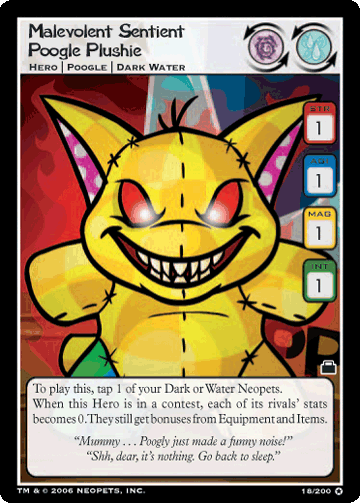 Malevolent Sentient
Poogle Plushie
HERO | POOGLE | DARK WATER
STR
1
AGI
1
MAG
1
INT
1
To play this, tap 1 of your Dark or Water Neopets.
When this Hero is in a contest, each of its rivals' stats
becomes 0. They still get bonuses from Equipment and Items.
"Mummy . . . Poogly just made a funny noise!"
"Shh, dear, it's nothing. Go back to sleep."
TM & © 2006 NEOPETS, INC.
18/200